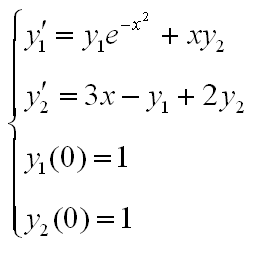 y₁′ = y₁e^{−x²} + xy₂
y₂′ = 3x − y₁ + 2y₂
y₁(0) = 1
y₂(0) = 1